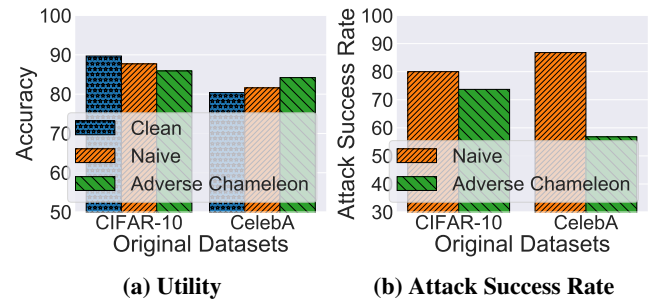 100
90
80
70
60
50
Accuracy
Clean
Naive
Adverse Chameleon
CIFAR-10 CelebA
Original Datasets
(a) Utility
100
90
80
70
60
50
40
30
Attack Success Rate
Naive
Adverse Chameleon
CIFAR-10 CelebA
Original Datasets
(b) Attack Success Rate